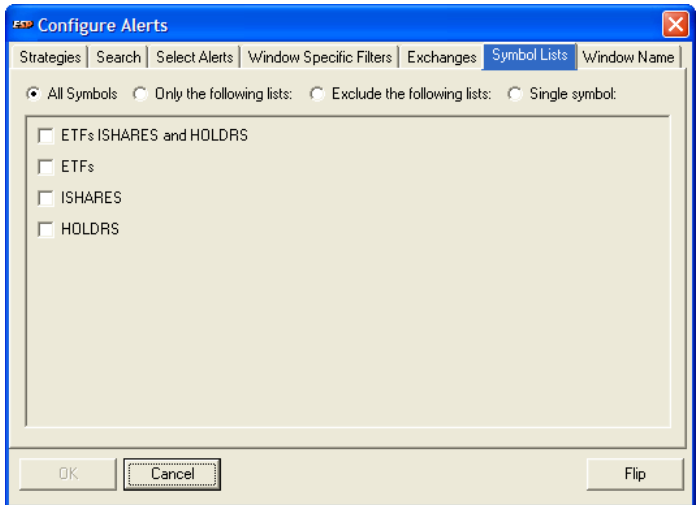 ESP Configure Alerts
Strategies Search Select Alerts Window Specific Filters Exchanges Symbol Lists Window Name
All Symbols Only the following lists: Exclude the following lists: Single symbol:
ETFs ISHARES and HOLDRS
ETFs
ISHARES
HOLDRS
OK Cancel Flip